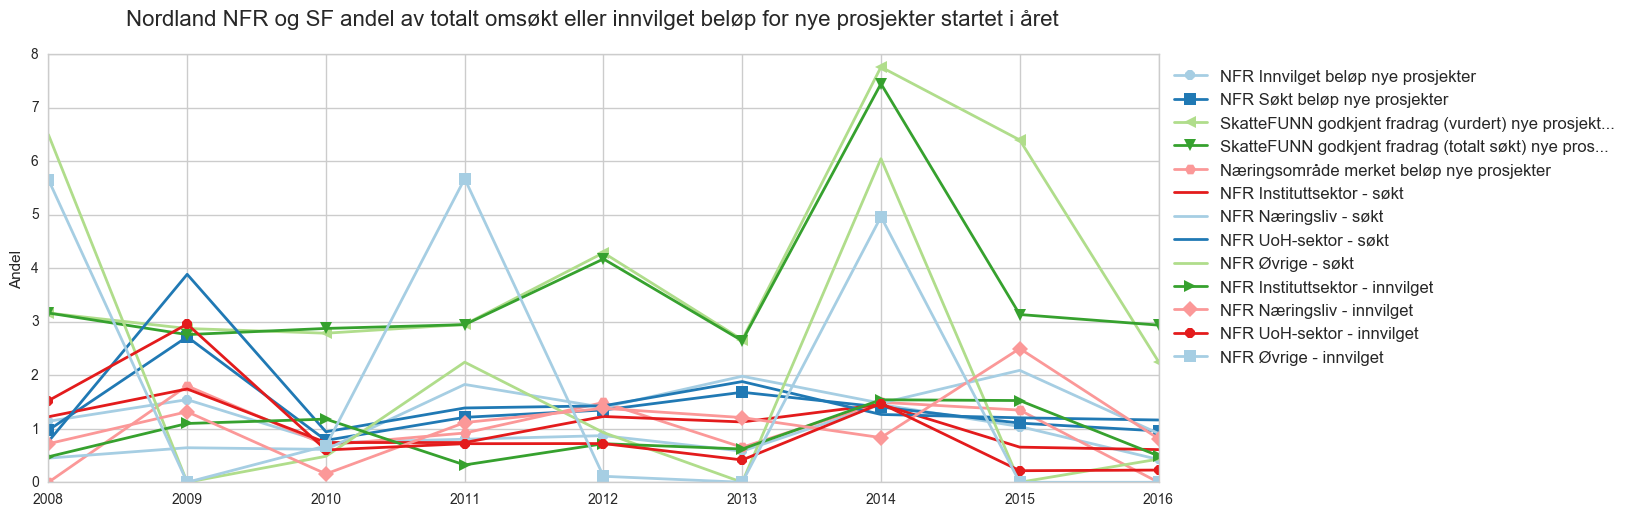 Nordland NFR og SF andel av totalt omsøkt eller innvilget beløp for nye prosjekter startet i året
8
7
6
5
4
3
2
1
0
Andel
2008 2009 2010 2011 2012 2013 2014 2015 2016
NFR Innvilget beløp nye prosjekter
NFR Søkt beløp nye prosjekter
SkatteFUNN godkjent fradrag (vurdert) nye prosjekt...
SkatteFUNN godkjent fradrag (totalt søkt) nye pros...
Næringsområde merket beløp nye prosjekter
NFR Instituttsektor - søkt
NFR Næringsliv - søkt
NFR UoH-sektor - søkt
NFR Øvrige - søkt
NFR Instituttsektor - innvilget
NFR Næringsliv - innvilget
NFR UoH-sektor - innvilget
NFR Øvrige - innvilget